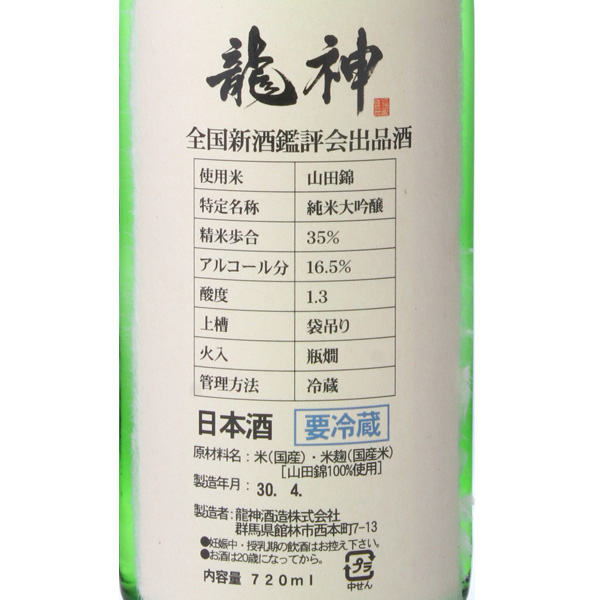 龍神
全国新酒鑑評会出品酒
使用米 山田錦
特定名称 純米大吟醸
精米歩合 35%
アルコール分 16.5%
酸度 1.3
上槽 袋吊り
火入 瓶燗
管理方法 冷蔵
日本酒 要冷蔵
原材料名：米(国産)・米麹(国産米)
[山田錦100%使用]
製造年月： 30. 4.
製造者：龍神酒造株式会社
群馬県館林市西本町7-13
●妊娠中・授乳期の飲酒はお控え下さい。
●お酒は20歳になってから。
内容量 720ml
プラ
中せん